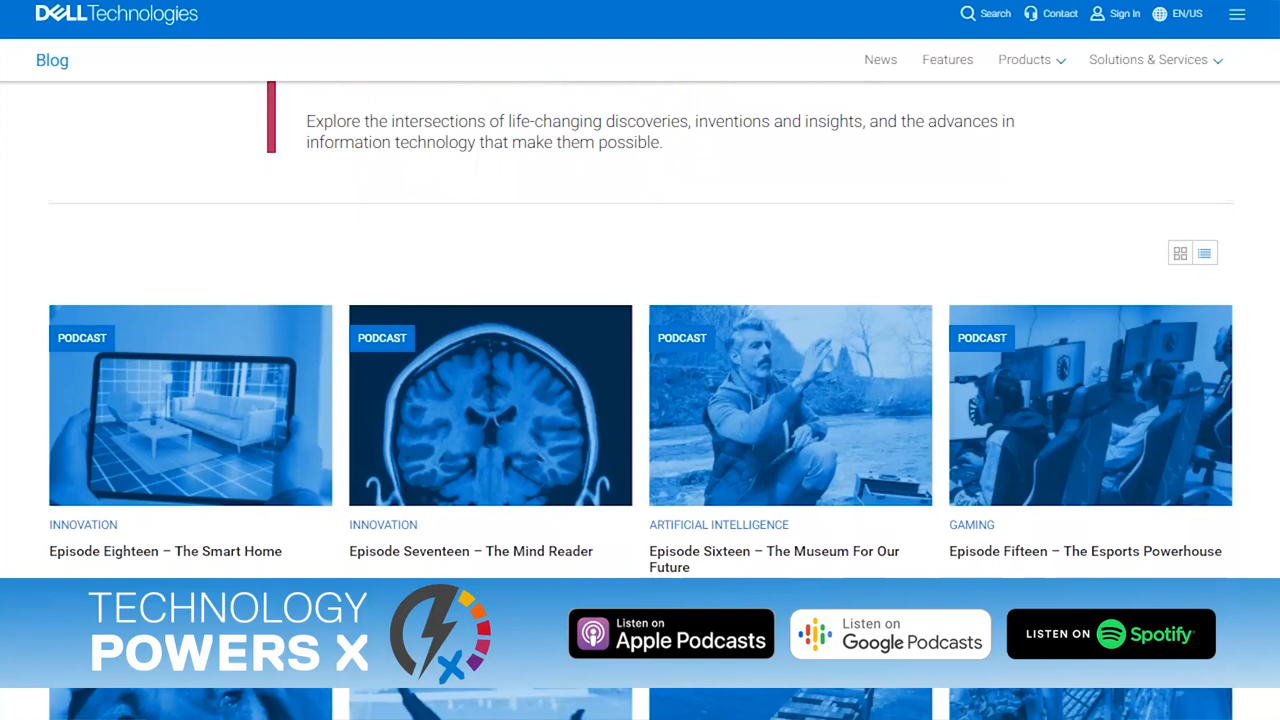 DELLTechnologies
Search
Contact
Sign In
EN/US
Blog
News
Features
Products
Solutions & Services
Explore the intersections of life-changing discoveries, inventions and insights, and the advances in
information technology that make them possible.
PODCAST
PODCAST
PODCAST
PODCAST
INNOVATION
INNOVATION
ARTIFICIAL INTELLIGENCE
GAMING
Episode Eighteen – The Smart Home
Episode Seventeen – The Mind Reader
Episode Sixteen – The Museum For Our
Future
Episode Fifteen – The Esports Powerhouse
TECHNOLOGY
POWERS X
X
Listen on
Apple Podcasts
Listen on
Google Podcasts
LISTEN ON Spotify